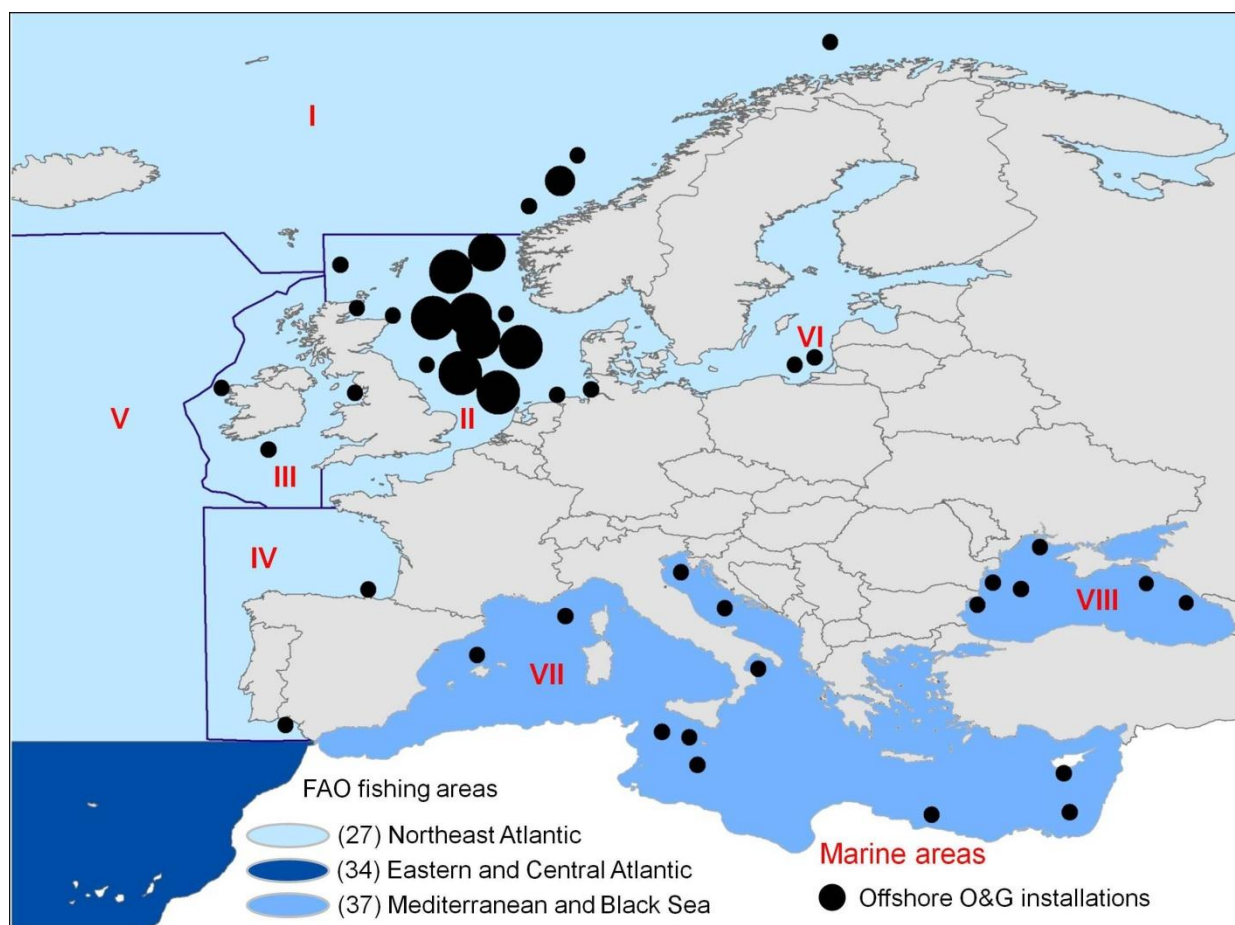 I
VI
V
II
III
IV
VIII
VII
FAO fishing areas
(27) Northeast Atlantic
(34) Eastern and Central Atlantic
(37) Mediterranean and Black Sea
Marine areas
Offshore O&G installations